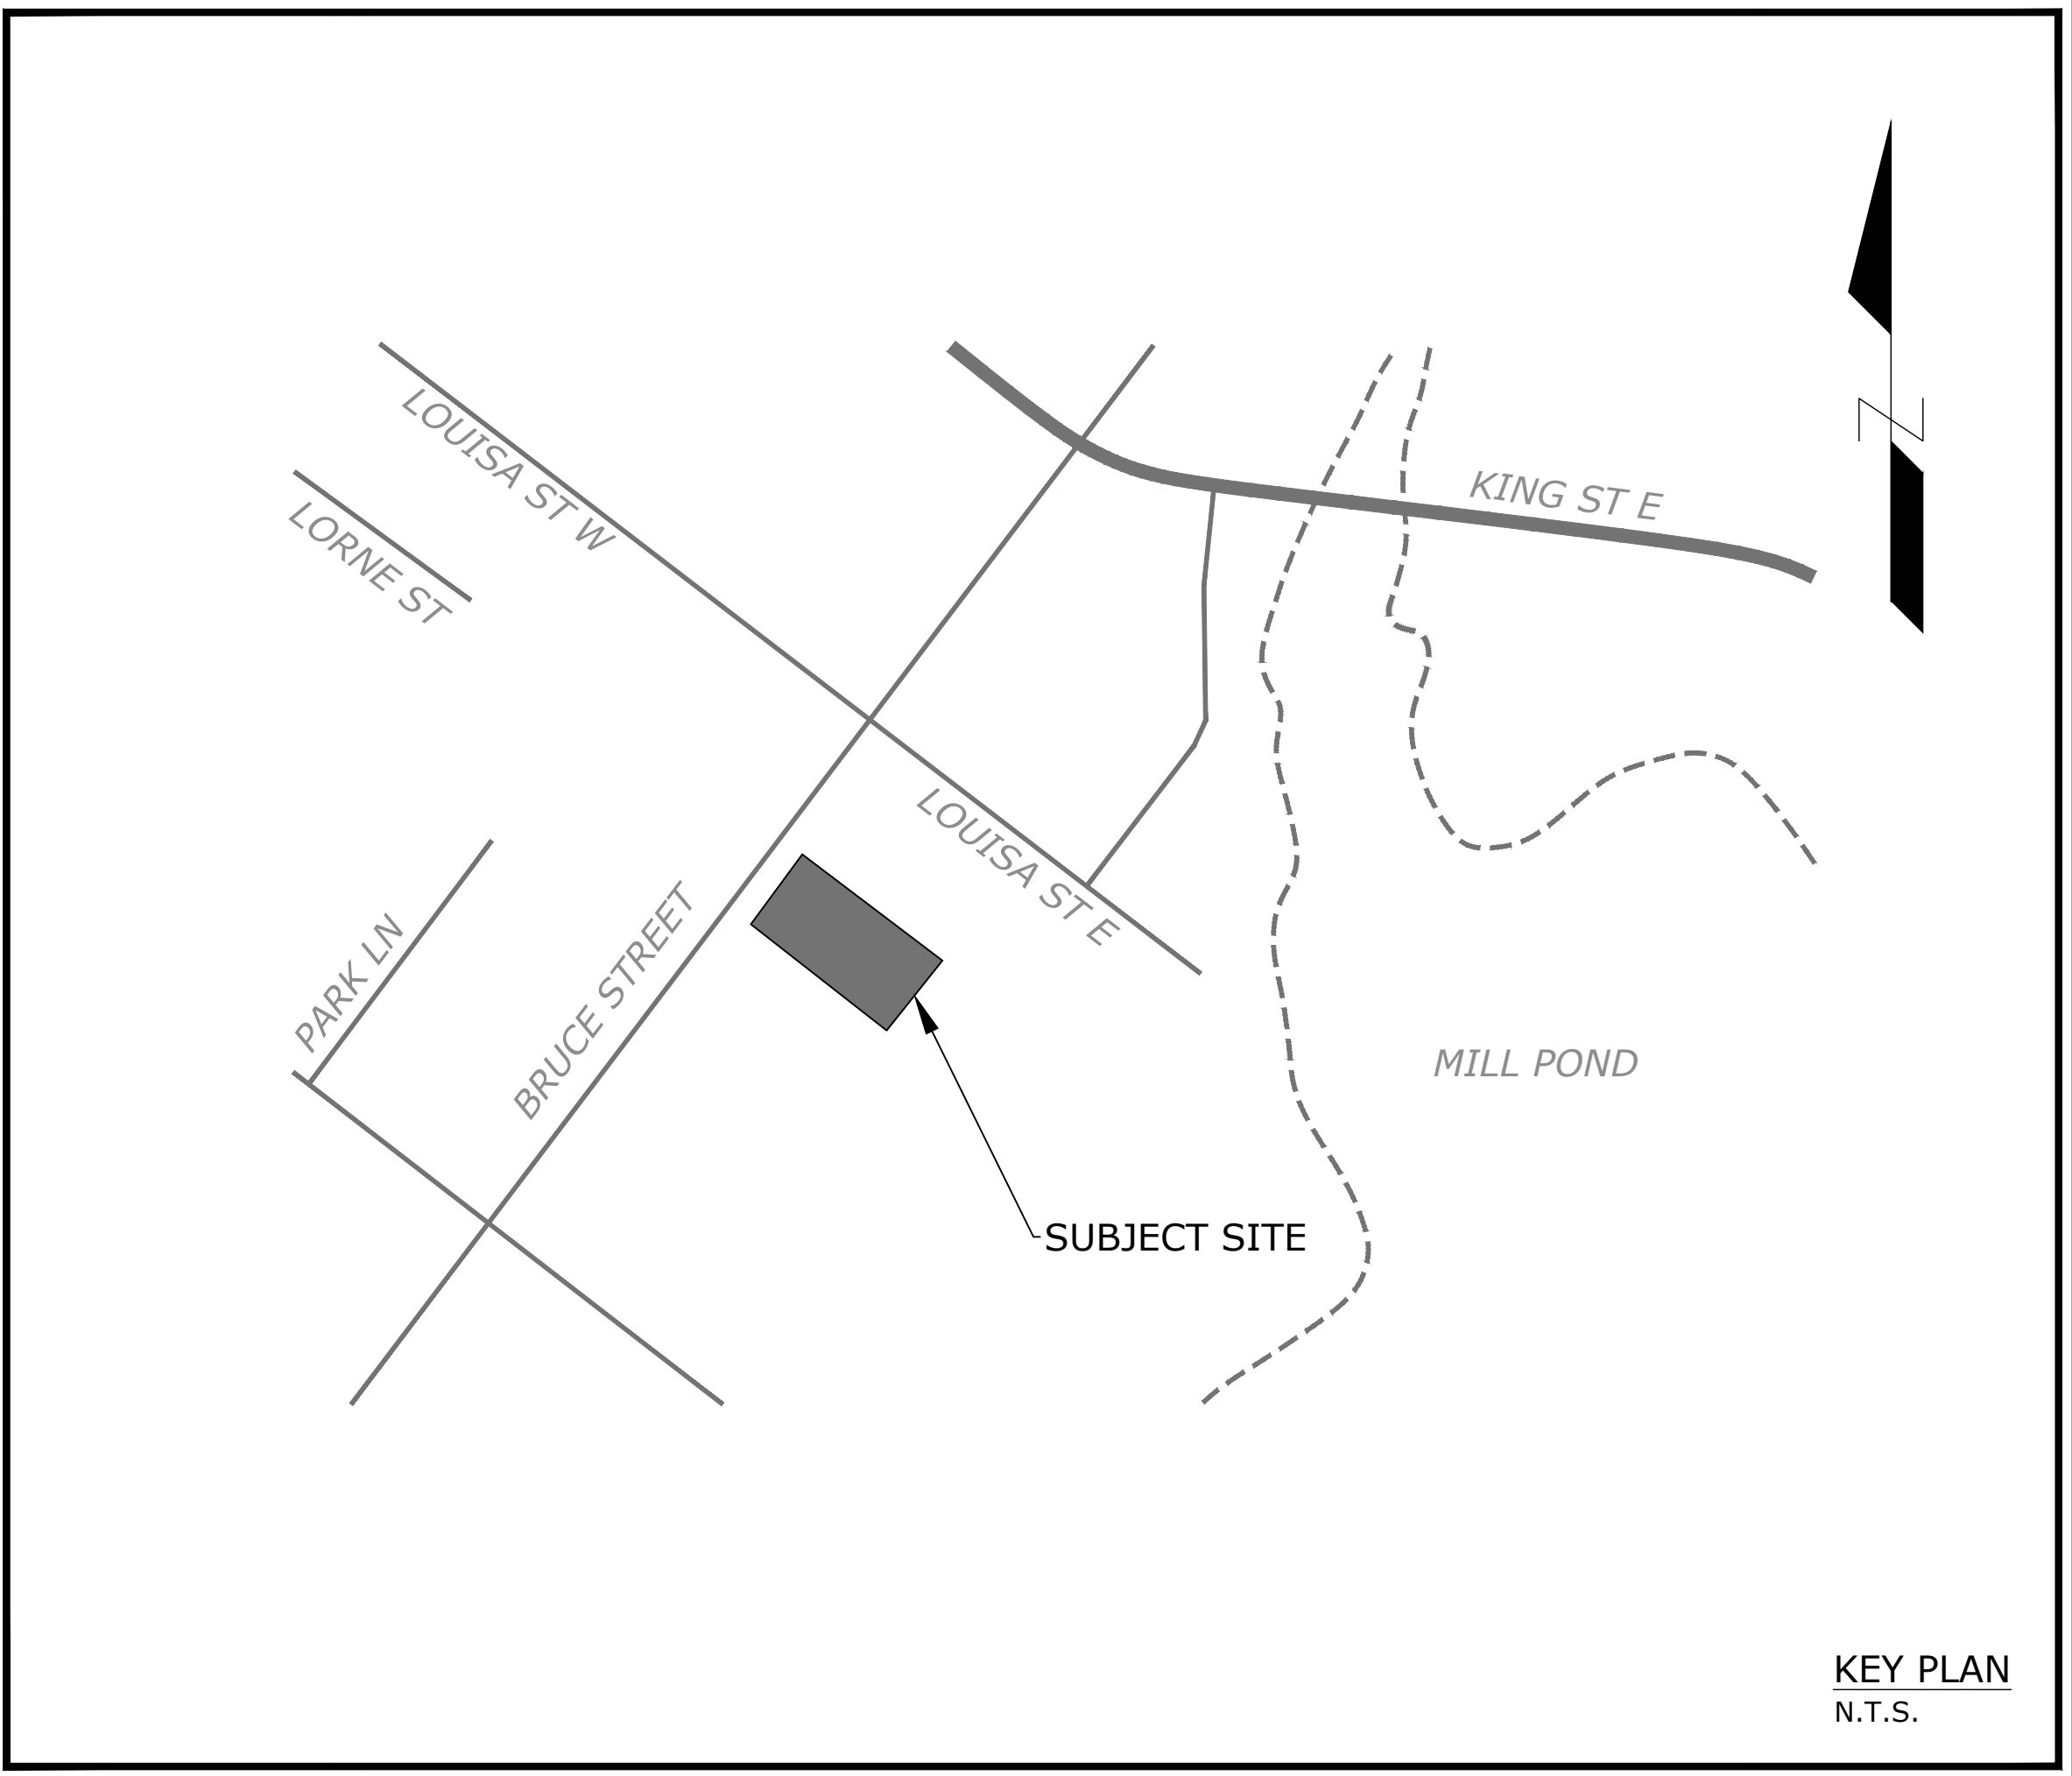 LOUISA ST W
LORNE ST
KING ST E
N
LOUISA ST E
PARK LN
BRUCE STREET
MILL POND
SUBJECT SITE
KEY PLAN
N.T.S.